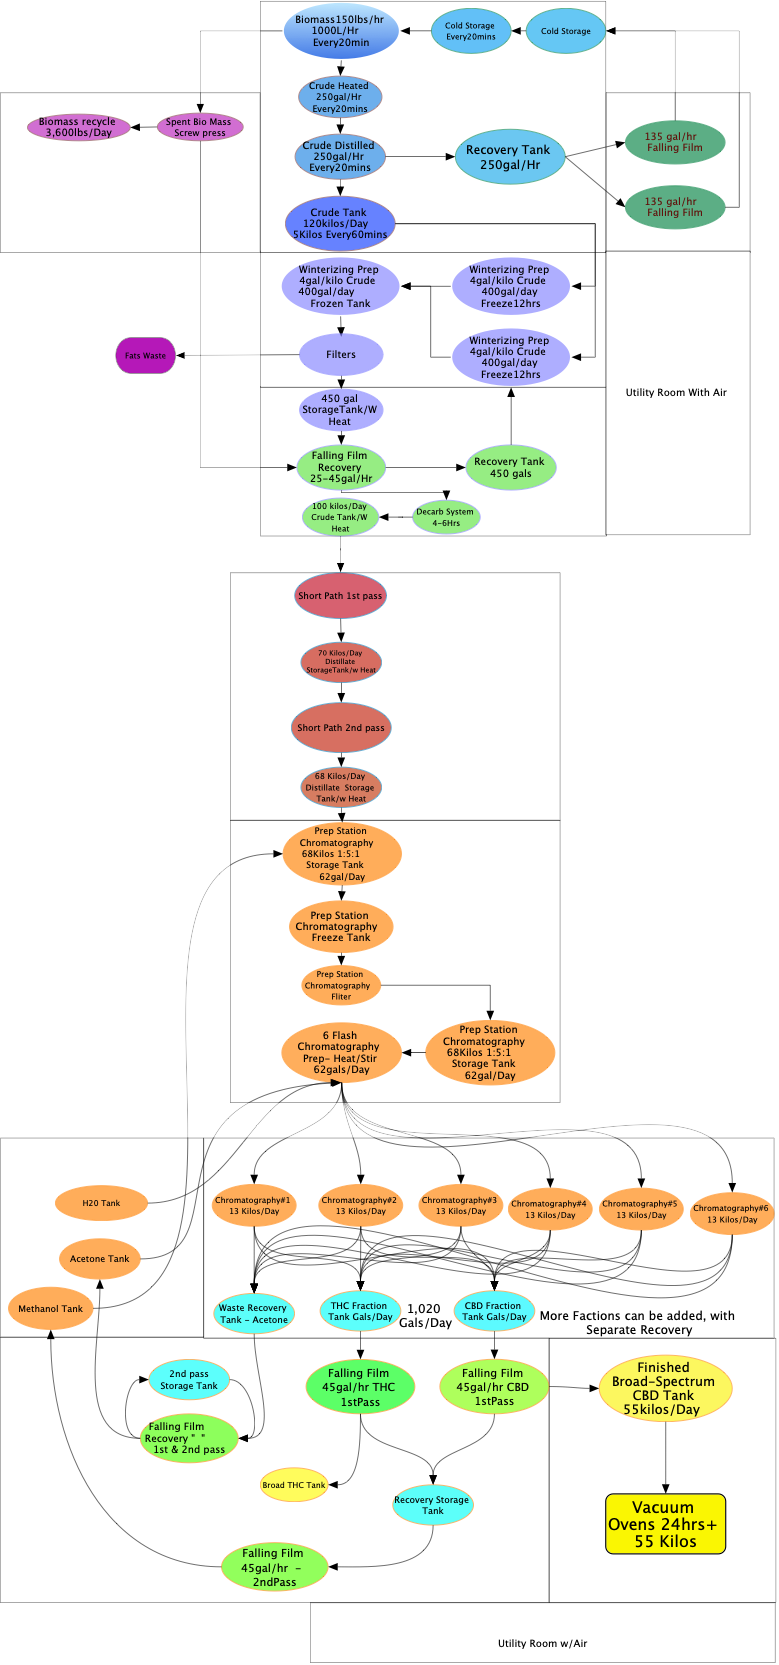 Biomass150lbs/hr
1000L/Hr
Every20min
Cold Storage
Every20mins
Cold Storage
Crude Heated
250gal/Hr
Every20mins
Biomass recycle
3,600lbs/Day
Spent Bio Mass
Screw press
Crude Distilled
250gal/Hr
Every20mins
Recovery Tank
250gal/Hr
135 gal/hr
Falling Film
135 gal/hr
Falling Film
Crude Tank
120kilos/Day
5Kilos Every60mins
Winterizing Prep
4gal/kilo Crude
400gal/day
Frozen Tank
Winterizing Prep
4gal/kilo Crude
400gal/day
Freeze12hrs
Winterizing Prep
4gal/kilo Crude
400gal/day
Freeze12hrs
Fats Waste
Filters
Utility Room With Air
450 gal
StorageTank/W
Heat
Falling Film
Recovery
25-45gal/Hr
Recovery Tank
450 gals
100 kilos/Day
Crude Tank/W
Heat
Decarb System
4-6Hrs
Short Path 1st pass
70 Kilos/Day
Distillate
StorageTank/w Heat
Short Path 2nd pass
68 Kilos/Day
Distillate Storage
Tank/w Heat
Prep Station
Chromatography
68Kilos 1:5:1
Storage Tank
62gal/Day
Prep Station
Chromatography
Freeze Tank
Prep Station
Chromatography
Fliter
6 Flash
Chromatography
Prep- Heat/Stir
62gals/Day
Prep Station
Chromatography
68Kilos 1:5:1
Storage Tank
62gal/Day
H20 Tank
Chromatography#1
13 Kilos/Day
Chromatography#2
13 Kilos/Day
Chromatography#3
13 Kilos/Day
Chromatography#4
13 Kilos/Day
Chromatography#5
13 Kilos/Day
Chromatography#6
13 Kilos/Day
Acetone Tank
Methanol Tank
Waste Recovery
Tank - Acetone
THC Fraction
Tank Gals/Day
1,020
Gals/Day
CBD Fraction
Tank Gals/Day
More Factions can be added, with
Separate Recovery
2nd pass
Storage Tank
Falling Film
45gal/hr THC
1stPass
Falling Film
45gal/hr CBD
1stPass
Finished
Broad-Spectrum
CBD Tank
55kilos/Day
Falling Film
Recovery " "
1st & 2nd pass
Broad THC Tank
Recovery Storage
Tank
Vacuum
Ovens 24hrs+
55 Kilos
Falling Film
45gal/hr -
2ndPass
Utility Room w/Air